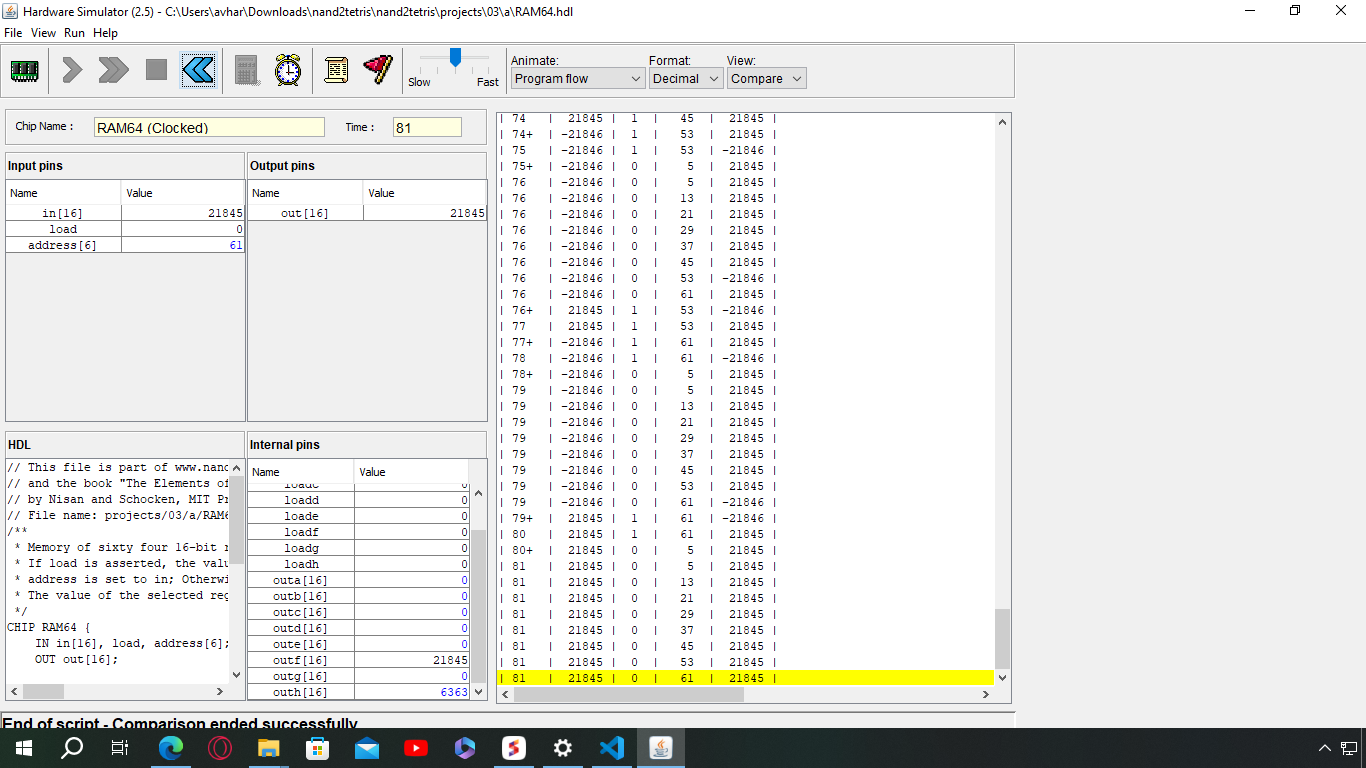 Hardware Simulator (2.5) - C:\Users\avhar\Downloads\nand2tetris\nand2tetris\projects\03\a\RAM64.hdl
File View Run Help
Slow Fast
Animate: Format: View:
Program flow Decimal Compare
Chip Name : RAM64 (Clocked) Time : 81
Input pins
Name Value
in[16] 21845
load 0
address[6] 61
Output pins
Name Value
out[16] 21845
HDL
// This file is part of www.nand
// and the book "The Elements of
// by Nisan and Schocken, MIT Pr
// File name: projects/03/a/RAM6
/**
* Memory of sixty four 16-bit r
* If load is asserted, the valu
* address is set to in; Otherwi
* The value of the selected reg
*/
CHIP RAM64 {
IN in[16], load, address[6];
OUT out[16];
Internal pins
Name Value
loadc 0
loadd 0
loade 0
loadf 0
loadg 0
loadh 0
outa[16] 0
outb[16] 0
outc[16] 0
outd[16] 0
oute[16] 0
outf[16] 21845
outg[16] 0
outh[16] 6363
| 74 | 21845 | 1 | 45 | 21845 |
| 74+ | -21846 | 1 | 53 | 21845 |
| 75 | -21846 | 1 | 53 | -21846 |
| 75+ | -21846 | 0 | 5 | 21845 |
| 76 | -21846 | 0 | 5 | 21845 |
| 76 | -21846 | 0 | 13 | 21845 |
| 76 | -21846 | 0 | 21 | 21845 |
| 76 | -21846 | 0 | 29 | 21845 |
| 76 | -21846 | 0 | 37 | 21845 |
| 76 | -21846 | 0 | 45 | 21845 |
| 76 | -21846 | 0 | 53 | -21846 |
| 76 | -21846 | 0 | 61 | 21845 |
| 76+ | 21845 | 1 | 53 | -21846 |
| 77 | 21845 | 1 | 53 | 21845 |
| 77+ | -21846 | 1 | 61 | 21845 |
| 78 | -21846 | 1 | 61 | -21846 |
| 78+ | -21846 | 0 | 5 | 21845 |
| 79 | -21846 | 0 | 5 | 21845 |
| 79 | -21846 | 0 | 13 | 21845 |
| 79 | -21846 | 0 | 21 | 21845 |
| 79 | -21846 | 0 | 29 | 21845 |
| 79 | -21846 | 0 | 37 | 21845 |
| 79 | -21846 | 0 | 45 | 21845 |
| 79 | -21846 | 0 | 53 | 21845 |
| 79 | -21846 | 0 | 61 | -21846 |
| 79+ | 21845 | 1 | 61 | -21846 |
| 80 | 21845 | 1 | 61 | 21845 |
| 80+ | 21845 | 0 | 5 | 21845 |
| 81 | 21845 | 0 | 5 | 21845 |
| 81 | 21845 | 0 | 13 | 21845 |
| 81 | 21845 | 0 | 21 | 21845 |
| 81 | 21845 | 0 | 29 | 21845 |
| 81 | 21845 | 0 | 37 | 21845 |
| 81 | 21845 | 0 | 45 | 21845 |
| 81 | 21845 | 0 | 53 | 21845 |
| 81 | 21845 | 0 | 61 | 21845 |
End of script - Comparison ended successfully